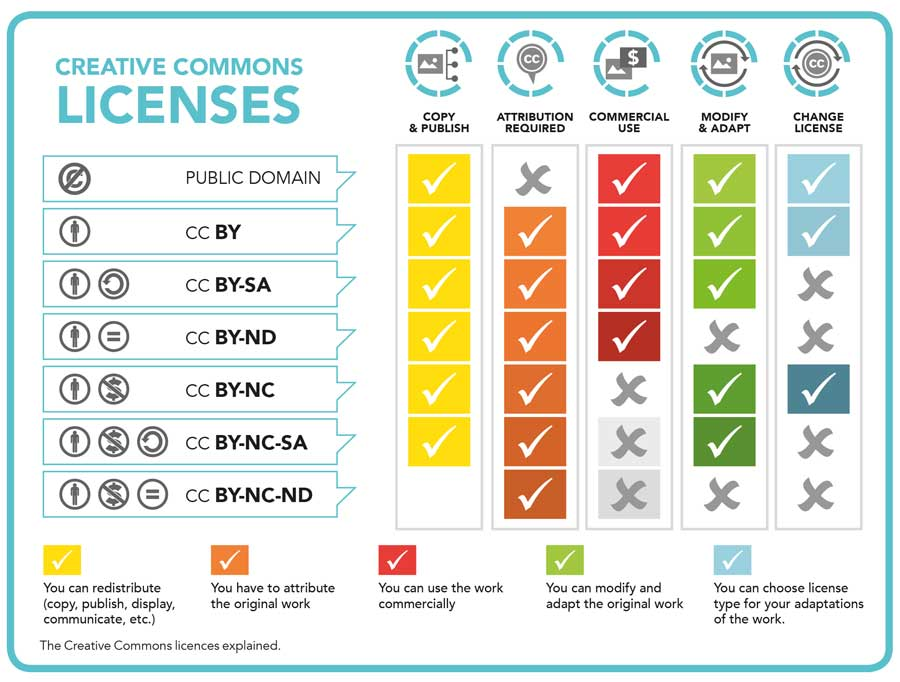 CREATIVE COMMONS
LICENSES
COPY
& PUBLISH
ATTRIBUTION
REQUIRED
COMMERCIAL
USE
MODIFY
& ADAPT
CHANGE
LICENSE
PUBLIC DOMAIN
CC BY
CC BY-SA
CC BY-ND
CC BY-NC
CC BY-NC-SA
CC BY-NC-ND
You can redistribute
(copy, publish, display,
communicate, etc.)
You have to attribute
the original work
You can use the work
commercially
You can modify and
adapt the original work
You can choose license
type for your adaptations
of the work.
The Creative Commons licences explained.